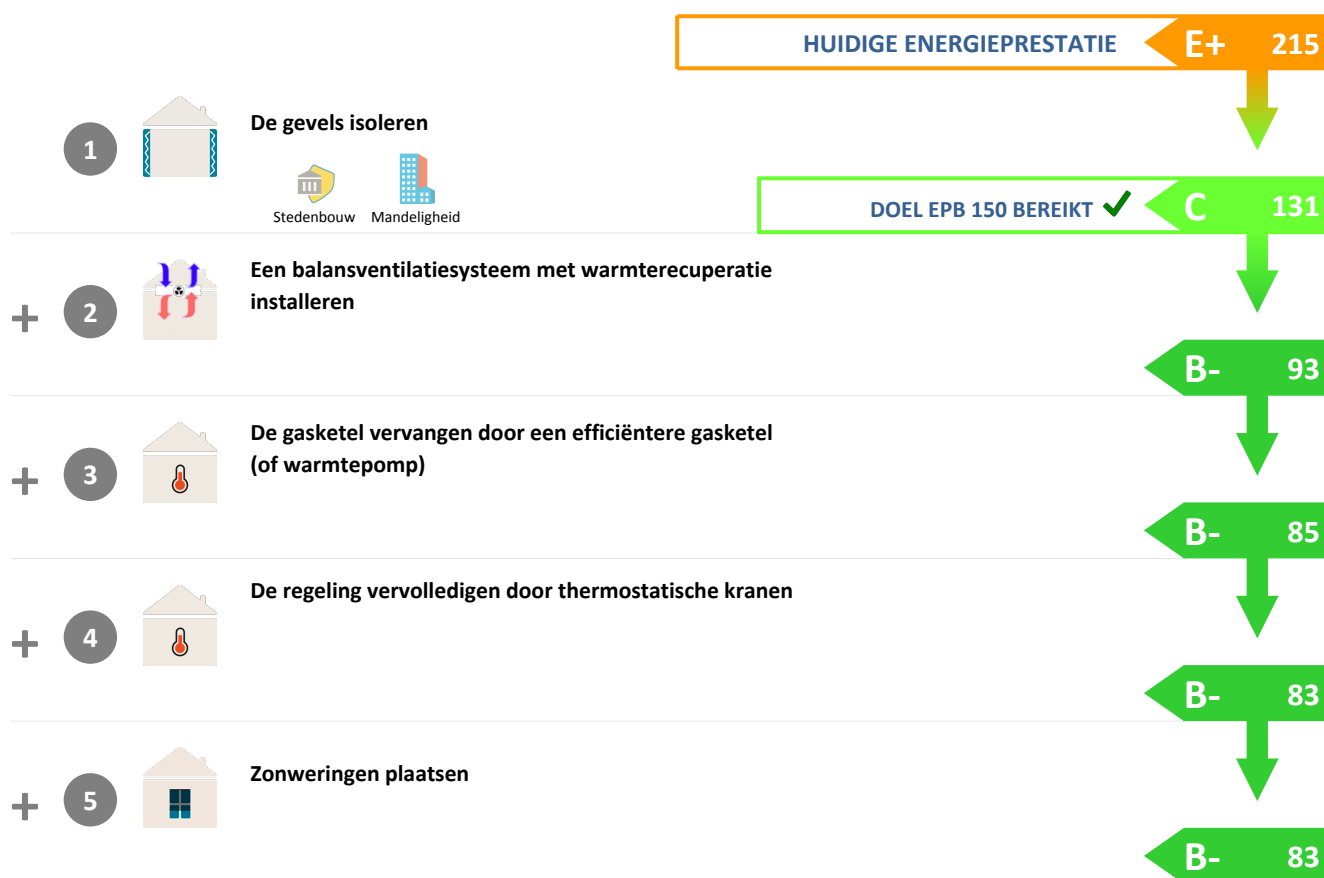 HUIDIGE ENERGIEPRESTATIE E+ 215
1 De gevels isoleren
Stedenbouw Mandeligheid
DOEL EPB 150 BEREIKT ✔ C 131
+ 2 Een balansventilatiesysteem met warmterecuperatie
installeren
B- 93
+ 3 De gasketel vervangen door een efficiëntere gasketel
(of warmtepomp)
B- 85
+ 4 De regeling vervolledigen door thermostatische kranen
B- 83
+ 5 Zonweringen plaatsen
B- 83